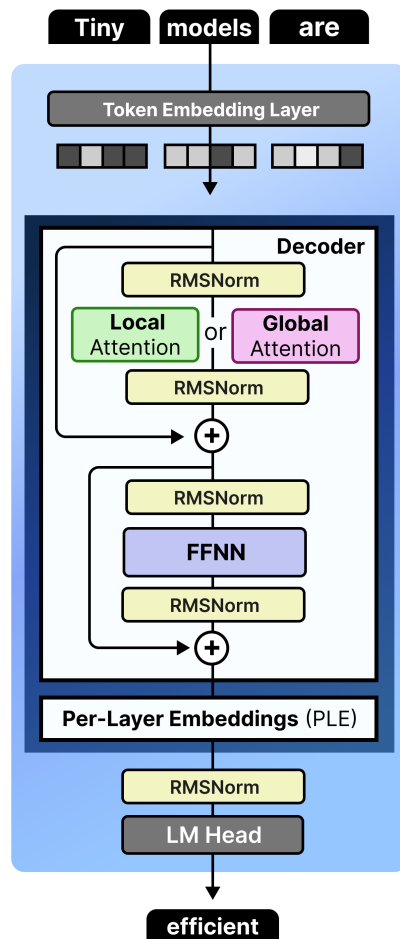 Tiny models are
Token Embedding Layer
Decoder
RMSNorm
Local
Attention
or
Global
Attention
RMSNorm
+
RMSNorm
FFNN
RMSNorm
+
Per-Layer Embeddings (PLE)
RMSNorm
LM Head
efficient